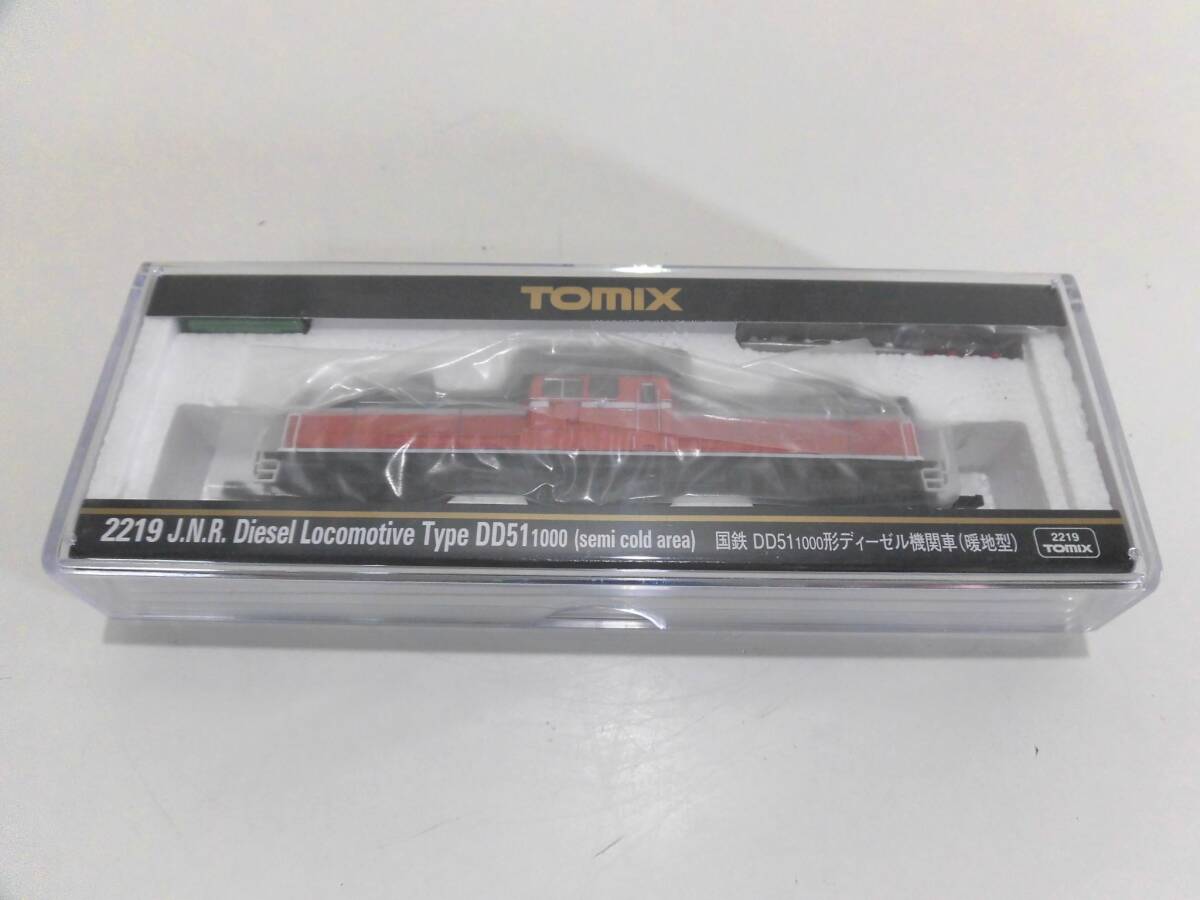 TOMIX
2219 J.N.R. Diesel Locomotive Type DD51 1000 (semi cold area) 国鉄 DD51 1000形ディーゼル機関車(暖地型)
2219
TOMIX